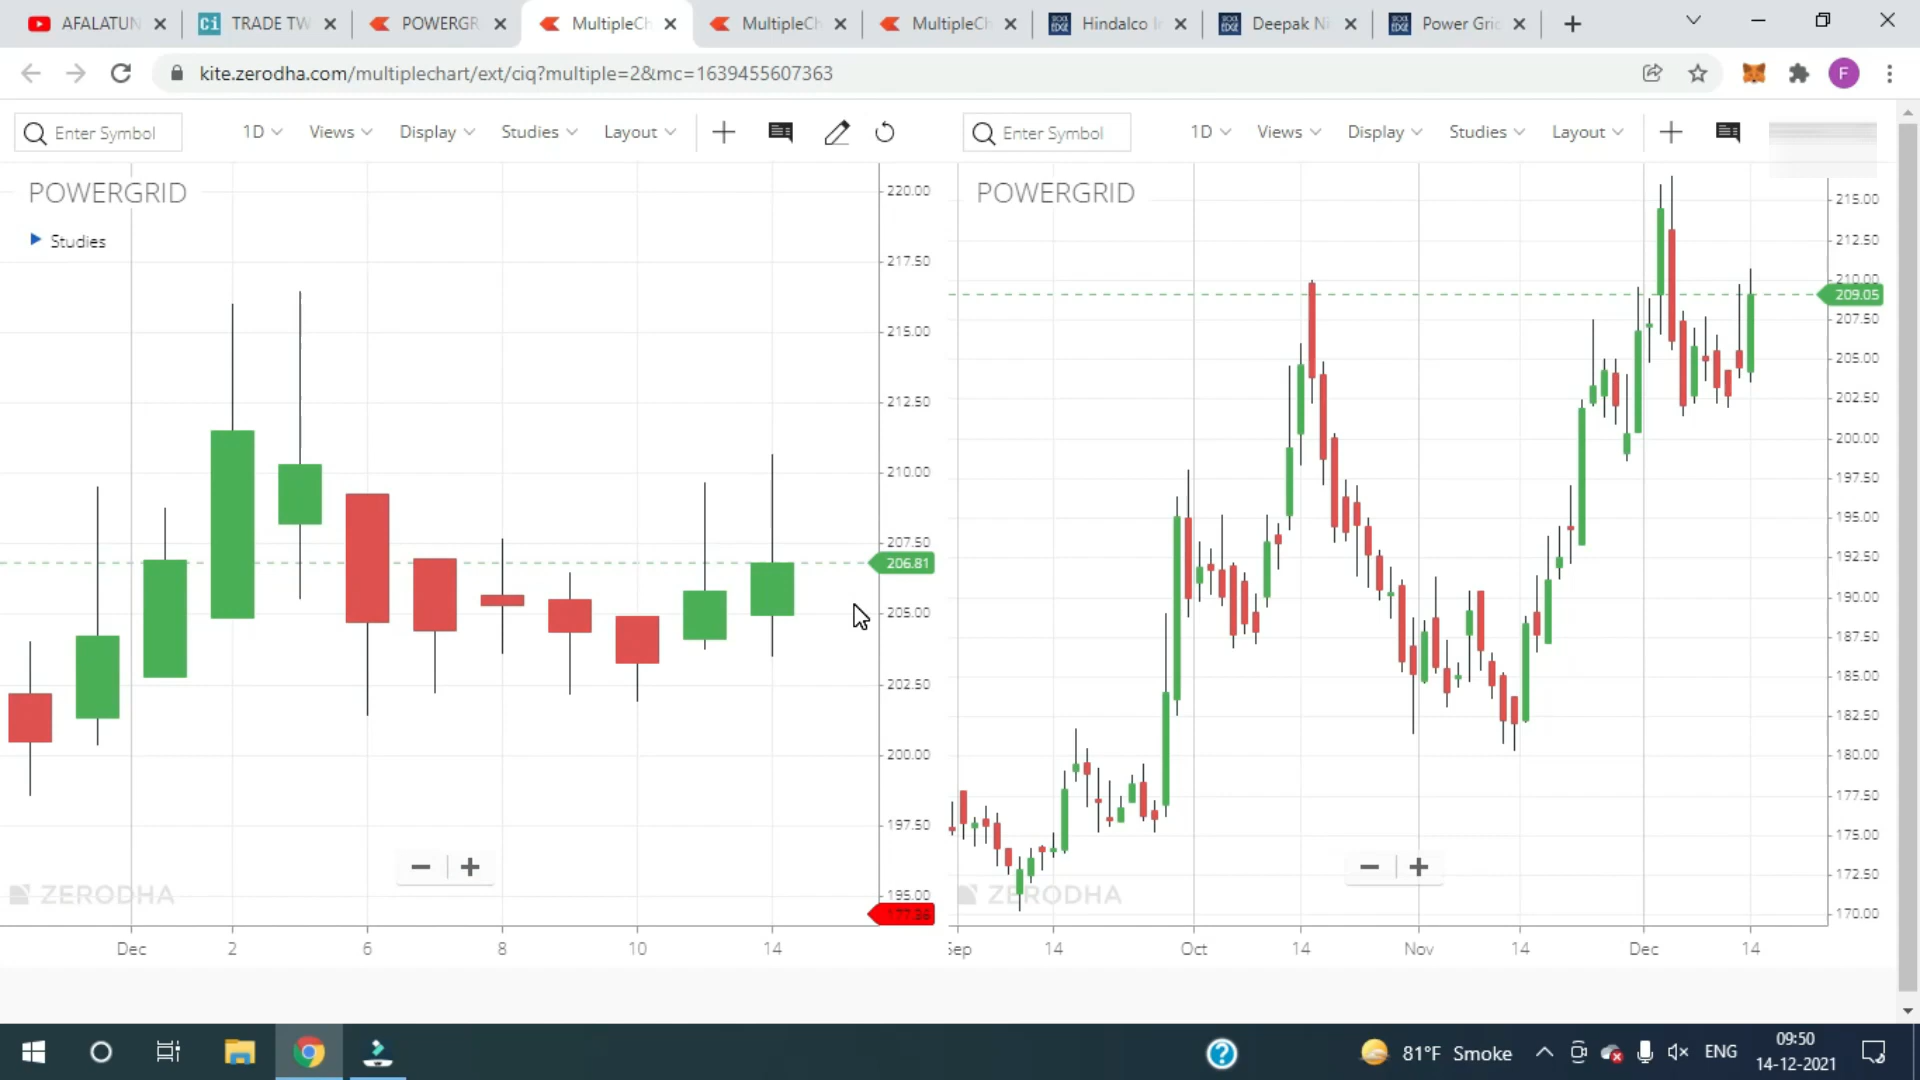 AFALATUN TRADE TW POWERGR MultipleCh MultipleCh MultipleCh Hindalco I Deepak Ni Power Gri
kite.zerodha.com/multiplechart/ext/ciq?multiple=2&mc=1639455607363 F
Enter Symbol 1D Views Display Studies Layout
Enter Symbol 1D Views Display Studies Layout
POWERGRID
Studies
220.00
217.50
215.00
212.50
210.00
207.50
206.81
205.00
202.50
200.00
197.50
195.00
177.36
ZERODHA
Dec 2 6 8 10 14
POWERGRID
215.00
212.50
210.00
209.05
207.50
205.00
202.50
200.00
197.50
195.00
192.50
190.00
187.50
185.00
182.50
180.00
177.50
175.00
172.50
170.00
ZERODHA
Sep 14 Oct 14 Nov 14 Dec 14
81°F Smoke ENG
09:50
14-12-2021